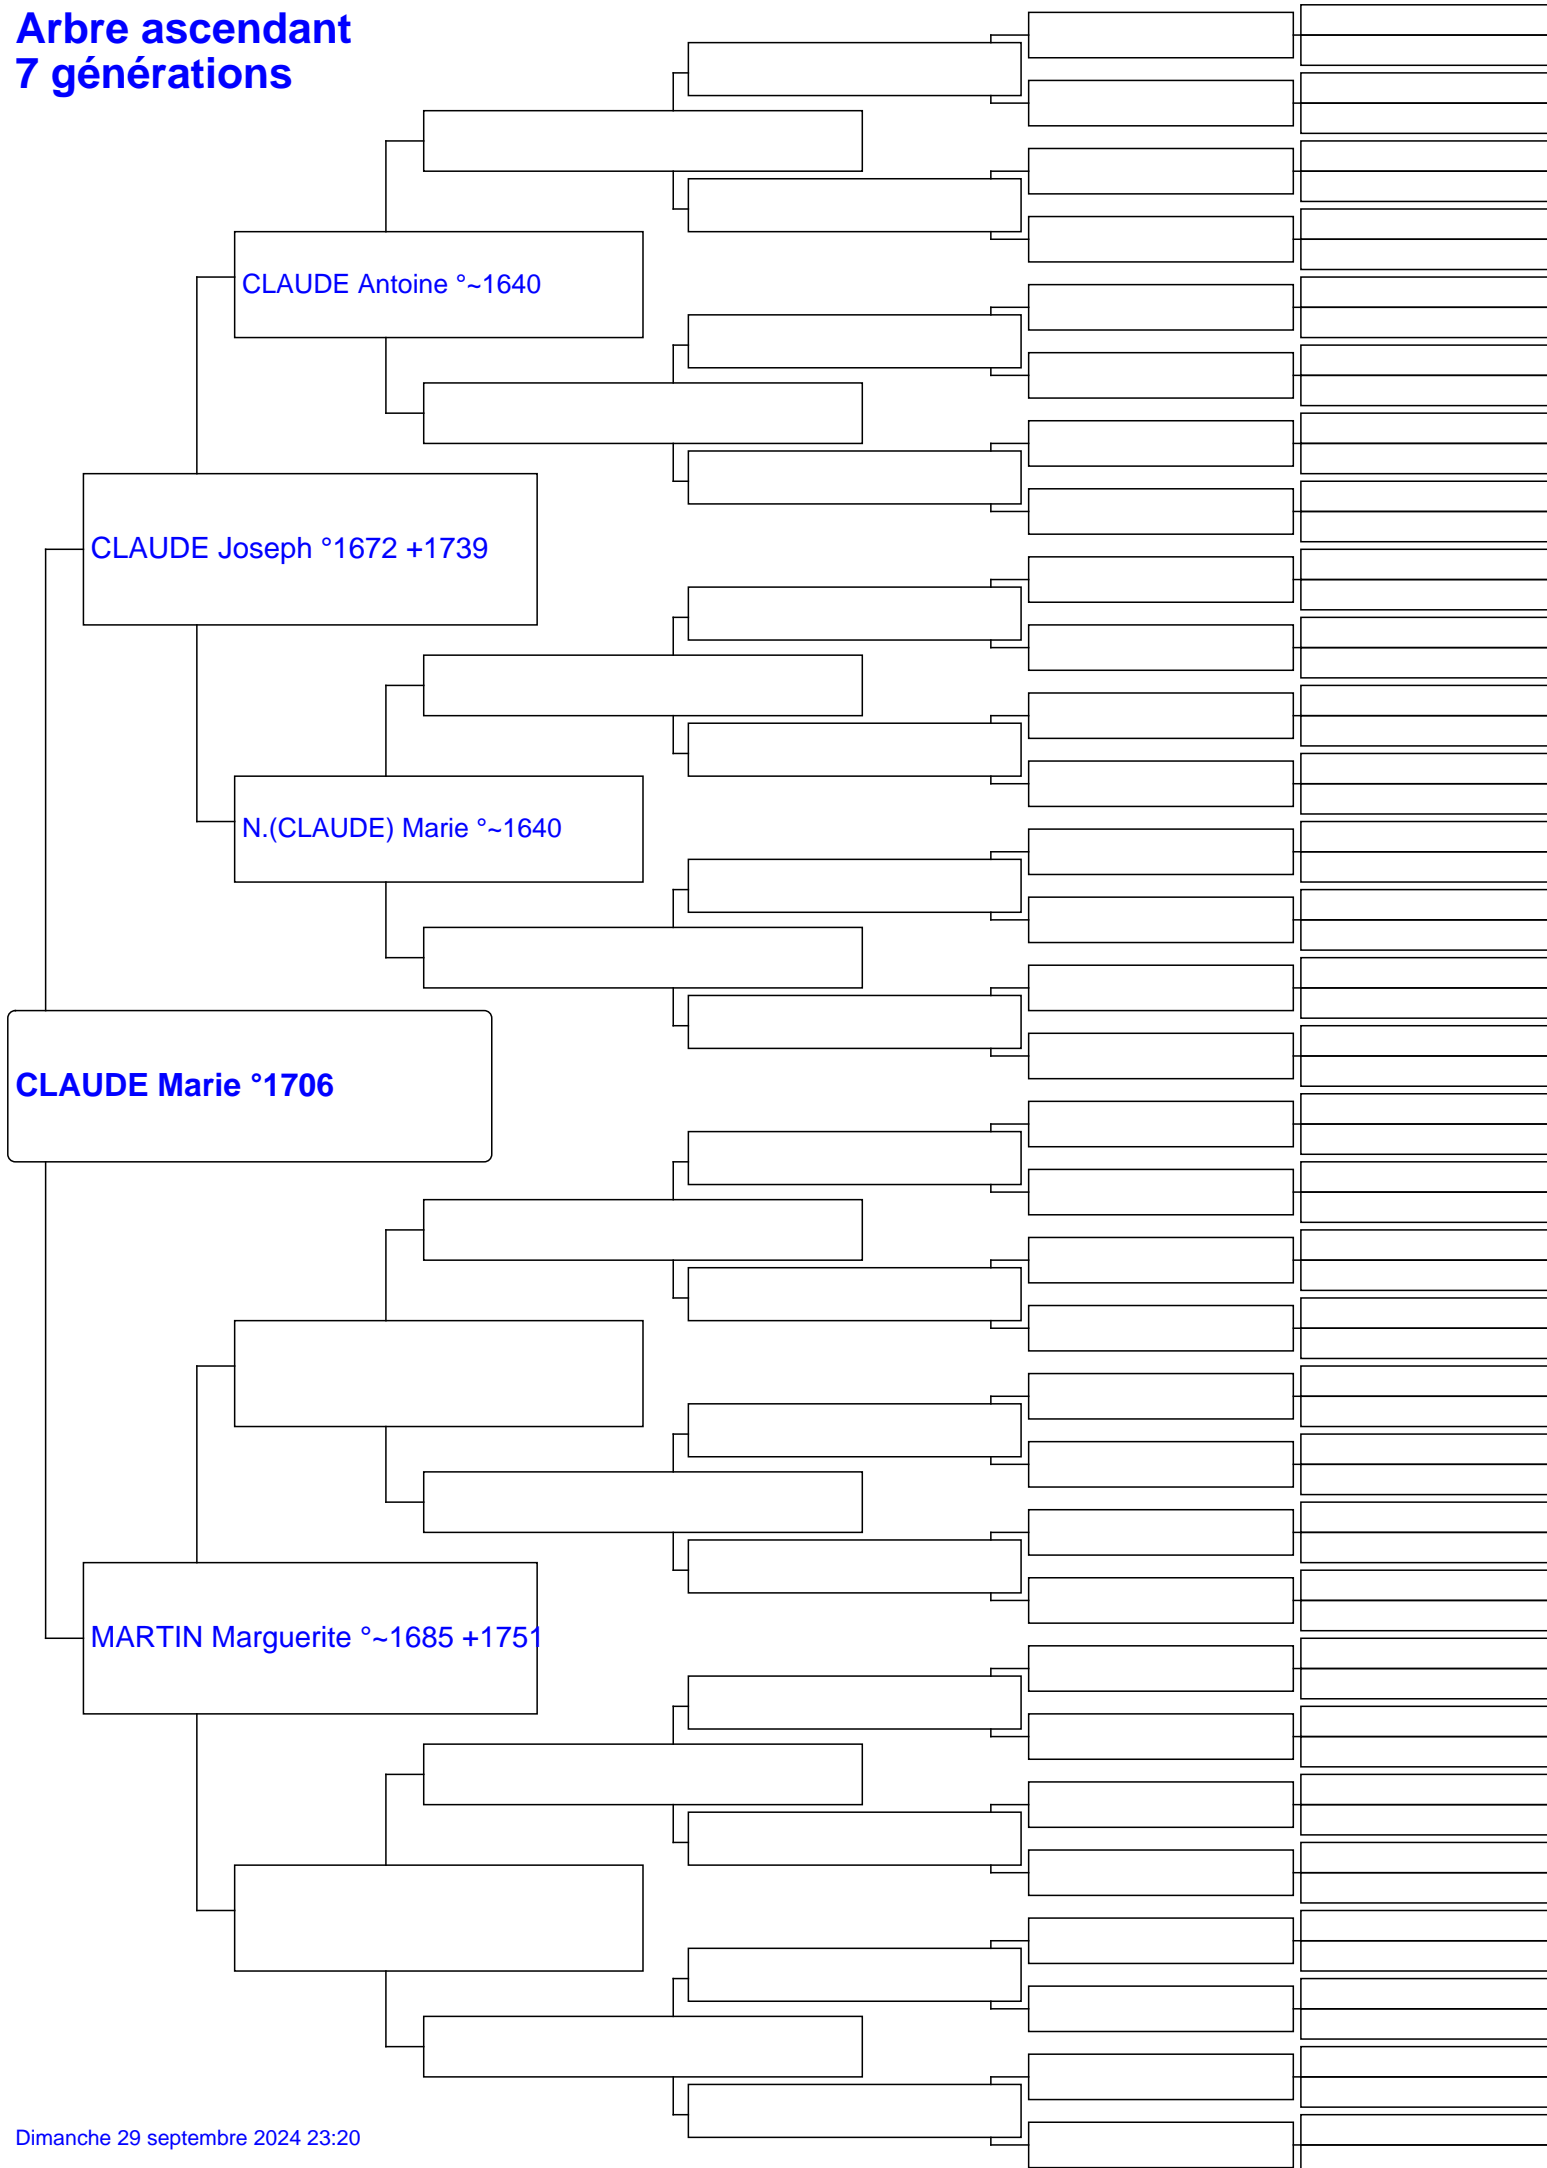 Arbre ascendant
7 générations
CLAUDE Antoine °~1640
CLAUDE Joseph °1672 +1739
N.(CLAUDE) Marie °~1640
CLAUDE Marie °1706
MARTIN Marguerite °~1685 +1751
Dimanche 29 septembre 2024 23:20